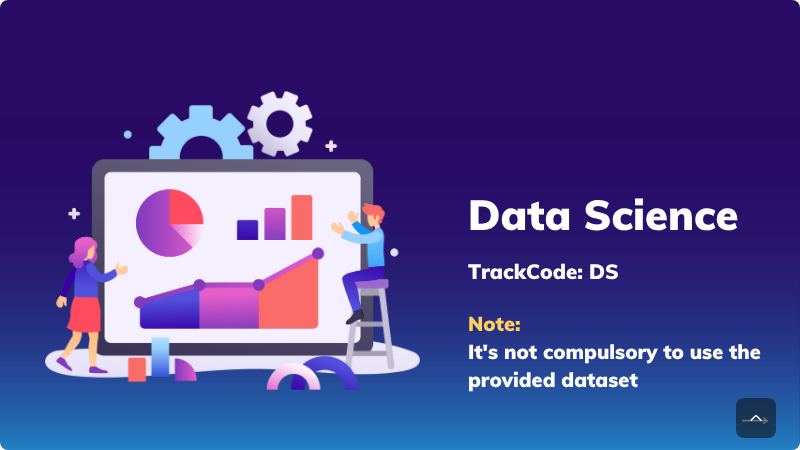 Data Science
TrackCode: DS
Note:
It's not compulsory to use the
provided dataset